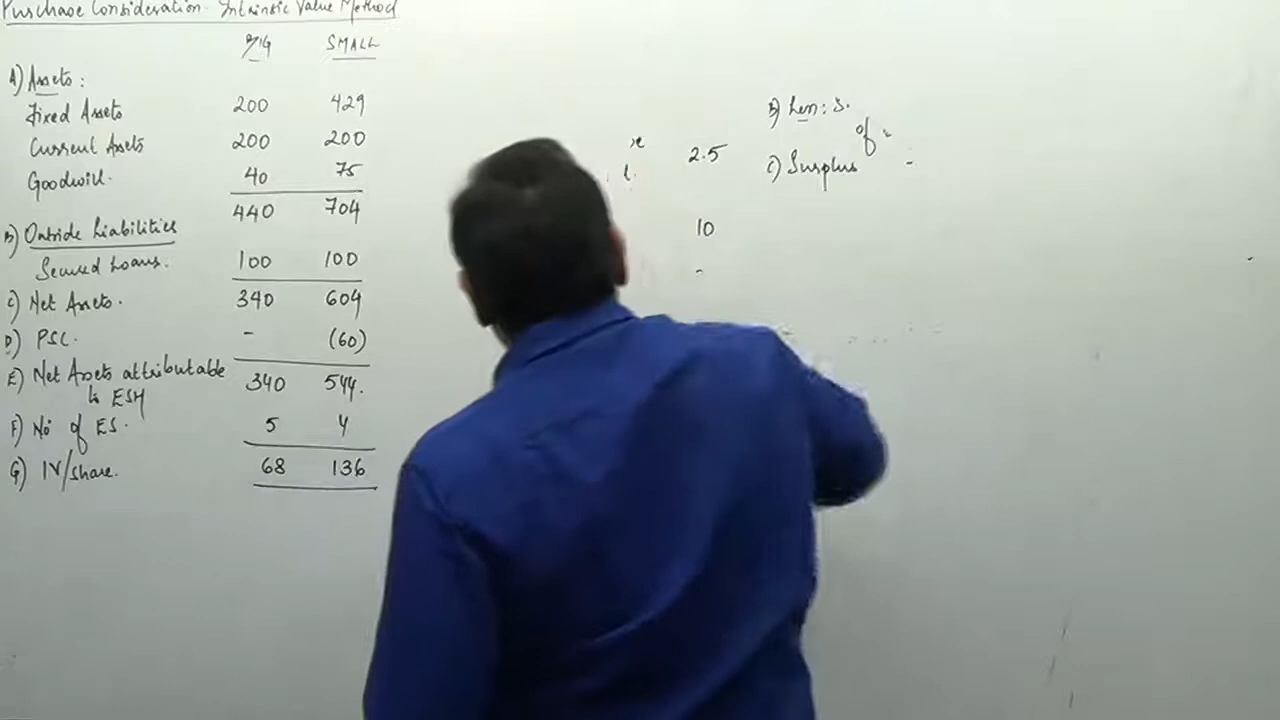 Purchase Consideration - Intrinsic Value Method
BIG SMALL
A) Assets :
Fixed Assets 200 429
Current Assets 200 200
Goodwill. 40 75
440 704
B) Outside Liabilities
Secured Loans. 100 100
C) Net Assets. 340 604
D) PSC. - (60)
E) Net Assets attributable to ESH 340 544.
F) No of ES. 5 4
G) IV/share. 68 136
2.5
10
-
B) Less: S.
of
C) Surplus -